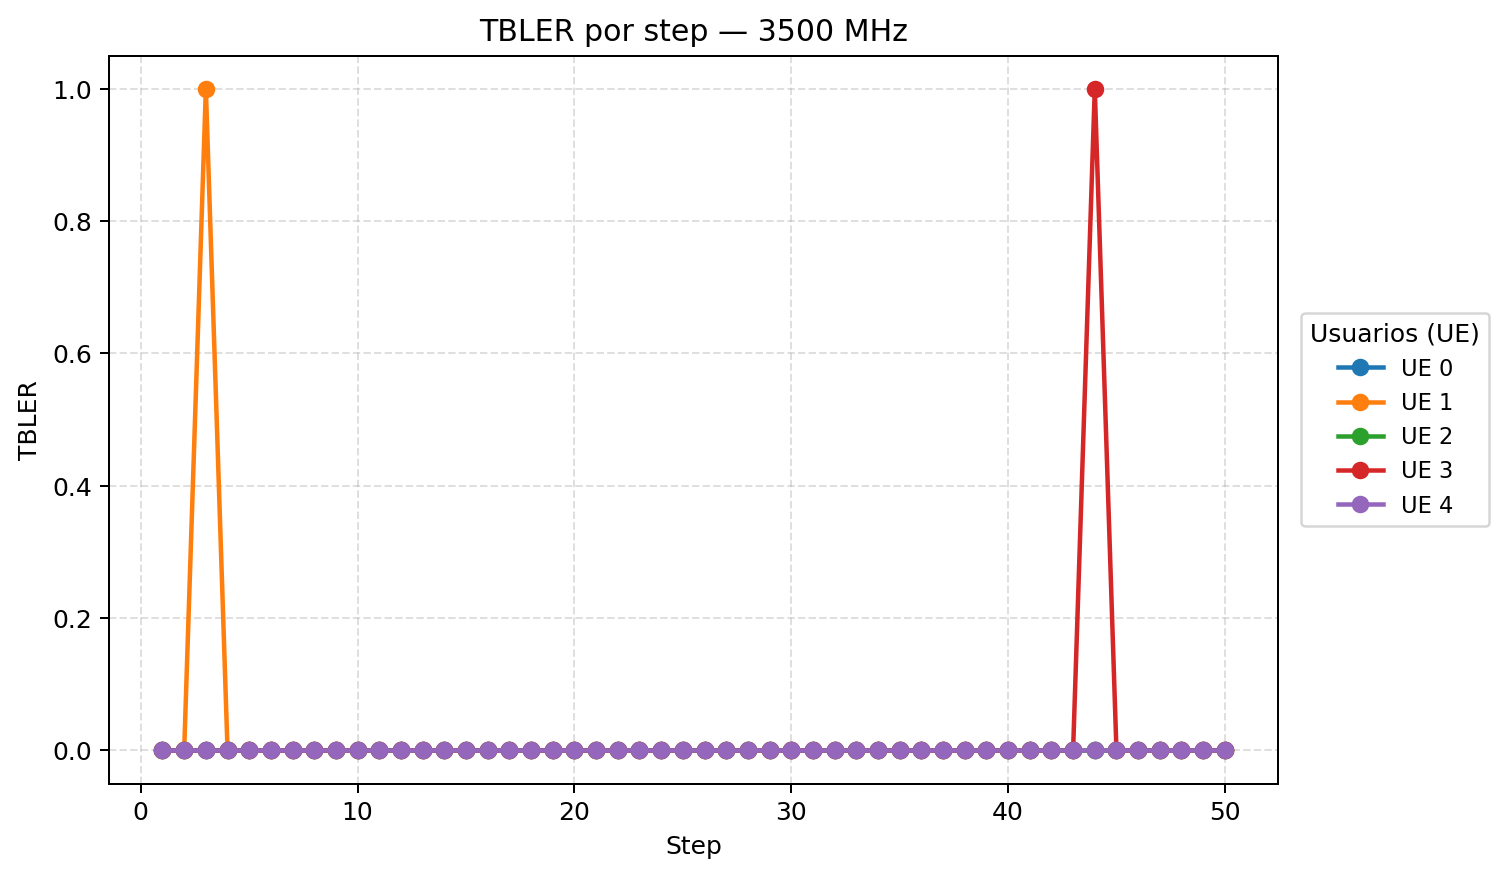 TBLER por step — 3500 MHz
1.0
0.8
0.6
0.4
0.2
0.0
TBLER
0 10 20 30 40 50
Step
Usuarios (UE)
UE 0
UE 1
UE 2
UE 3
UE 4